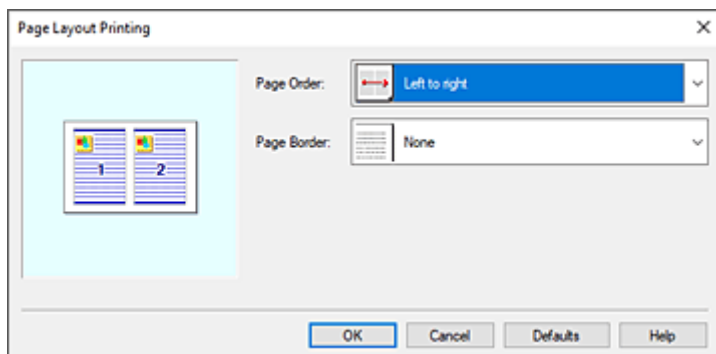 Page Layout Printing
Page Order:
Left to right
Page Border:
None
1
2
OK
Cancel
Defaults
Help